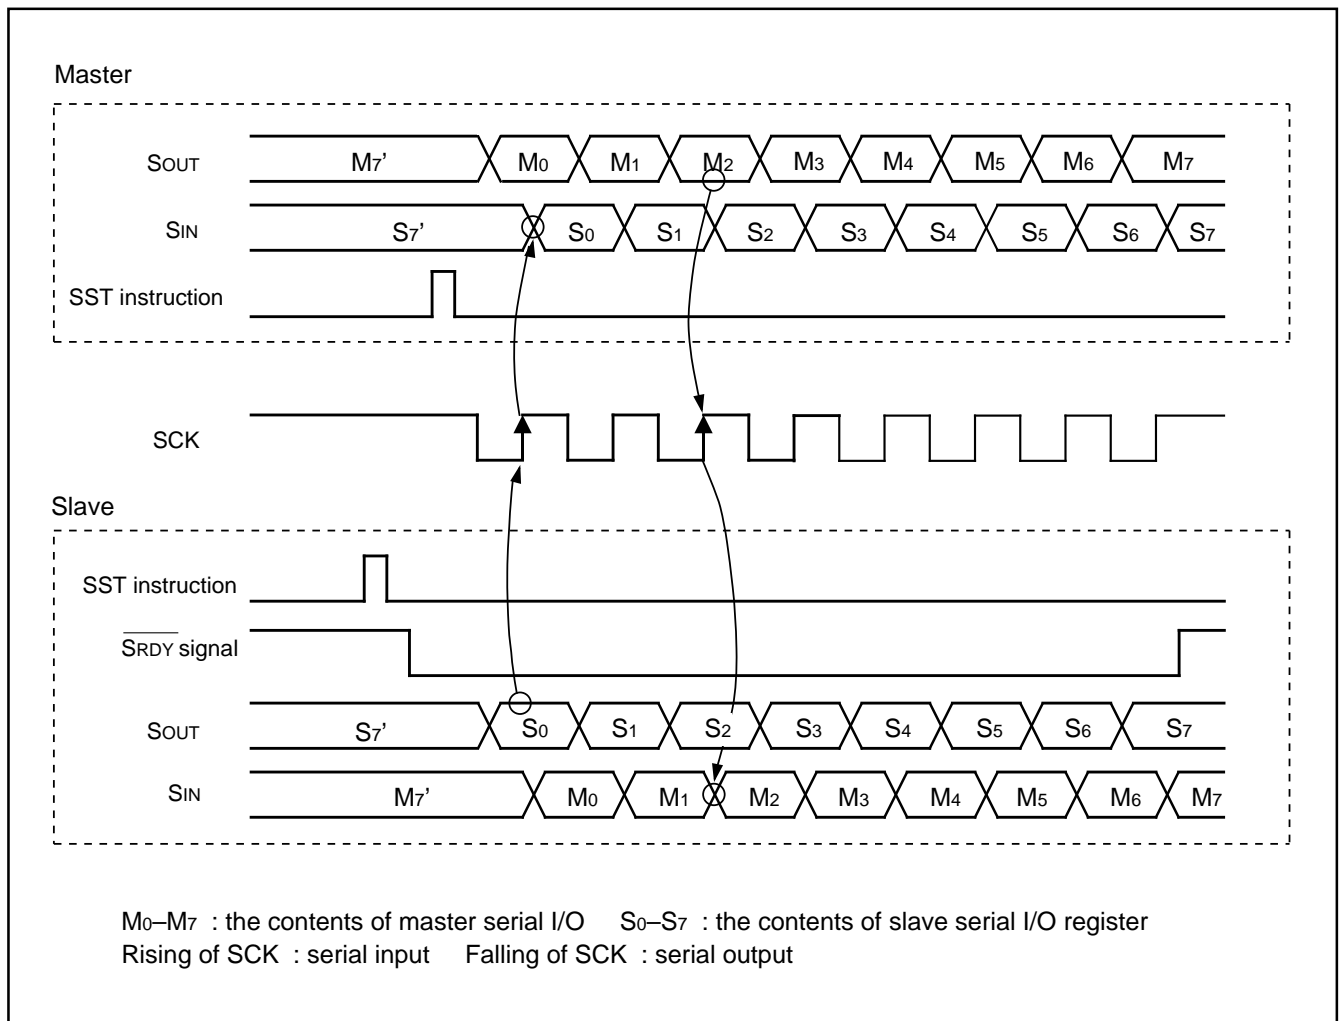 Master
SOUT M7’ M0 M1 M2 M3 M4 M5 M6 M7
SIN S7’ S0 S1 S2 S3 S4 S5 S6 S7
SST instruction
SCK
Slave
SST instruction
SRDY signal
SOUT S7’ S0 S1 S2 S3 S4 S5 S6 S7
SIN M7’ M0 M1 M2 M3 M4 M5 M6 M7
M0–M7 : the contents of master serial I/O S0–S7 : the contents of slave serial I/O register
Rising of SCK : serial input Falling of SCK : serial output